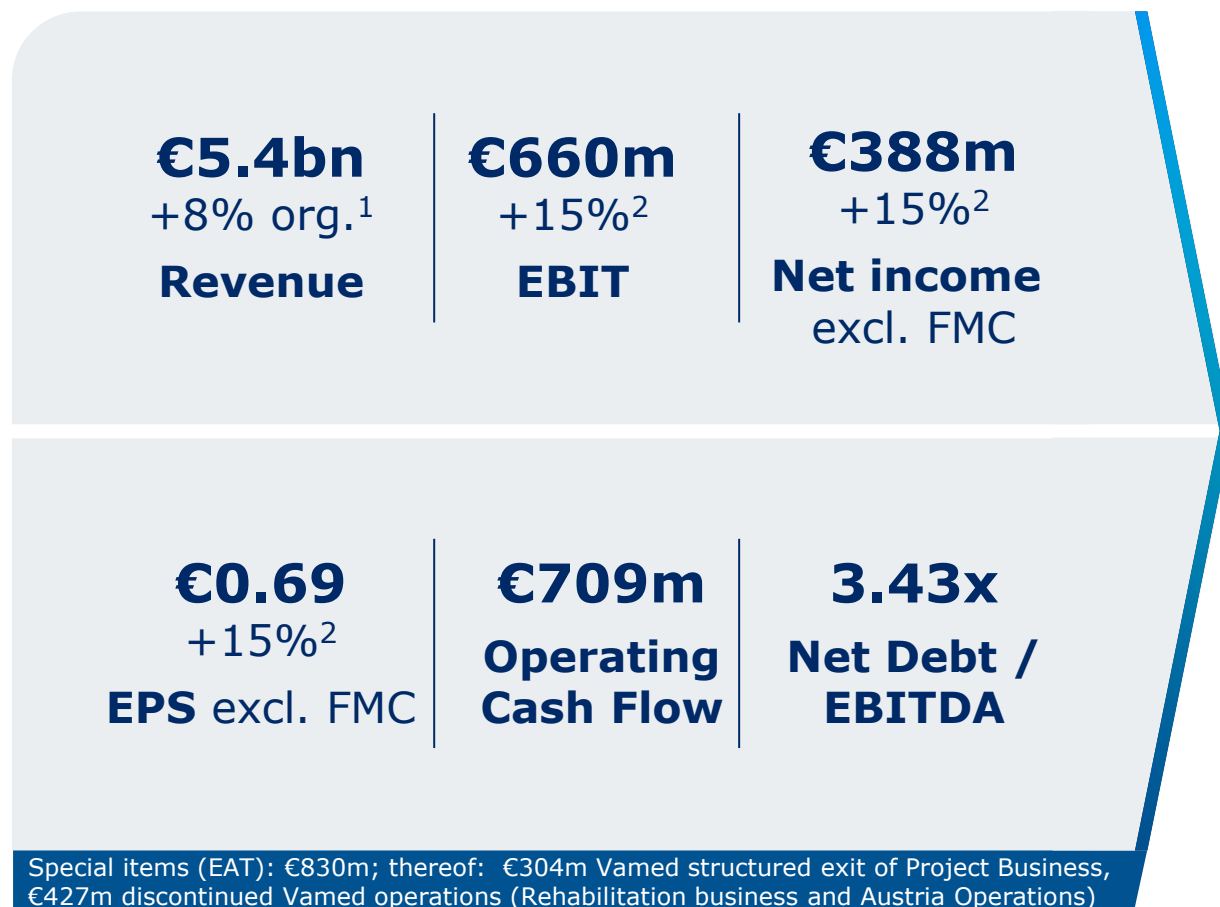 €5.4bn
+8% org.¹
Revenue
€660m
+15%²
EBIT
€388m
+15%²
Net income
excl. FMC
€0.69
+15%²
EPS excl. FMC
€709m
Operating
Cash Flow
3.43x
Net Debt /
EBITDA
Special items (EAT): €830m; thereof: €304m Vamed structured exit of Project Business,
€427m discontinued Vamed operations (Rehabilitation business and Austria Operations)